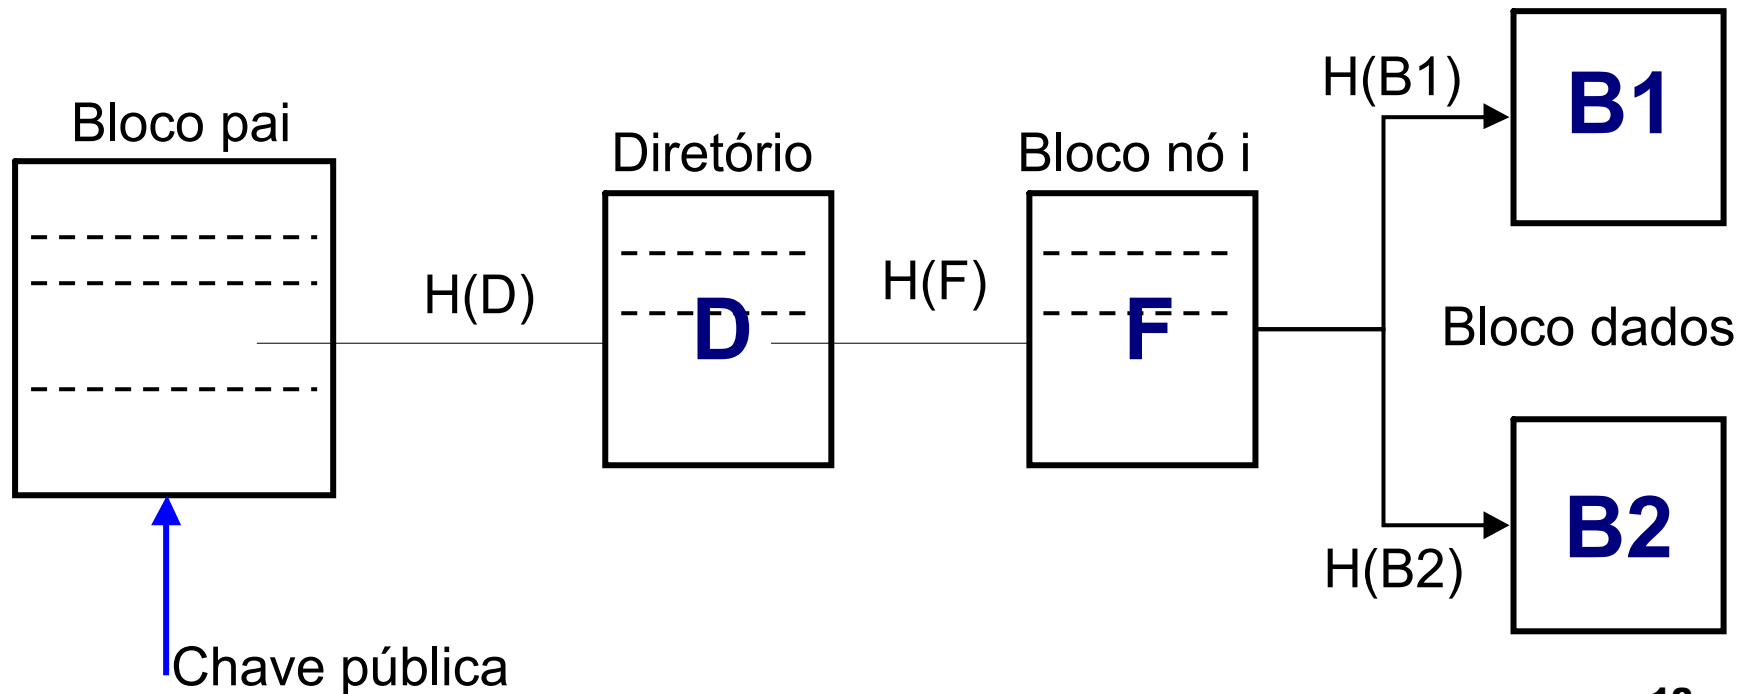 Bloco pai
Diretório
Bloco nó i
H(B1)
B1
H(D)
D
H(F)
F
Bloco dados
B2
H(B2)
Chave pública